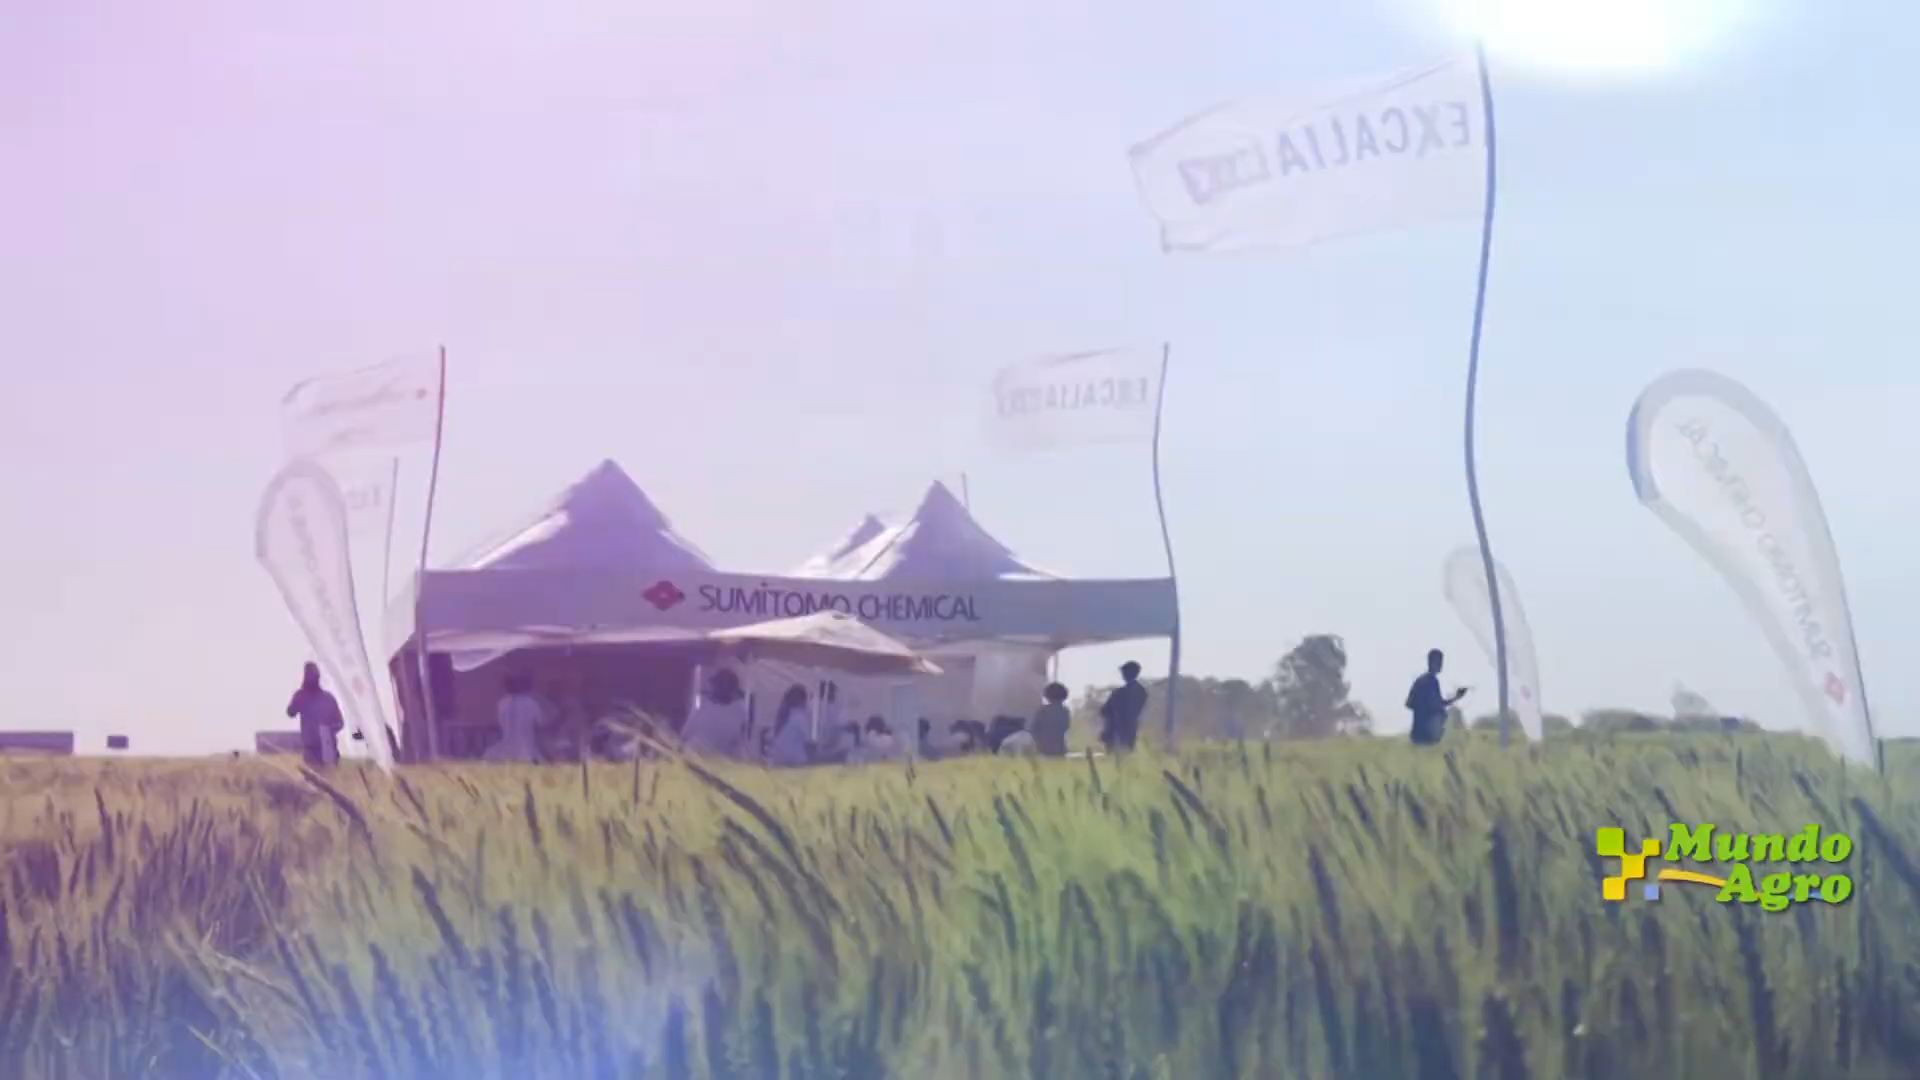 EXCALIA
EXCALIA
SUMITOMO CHEMICAL
SUMITOMO CHEMICAL
Mundo
Agro